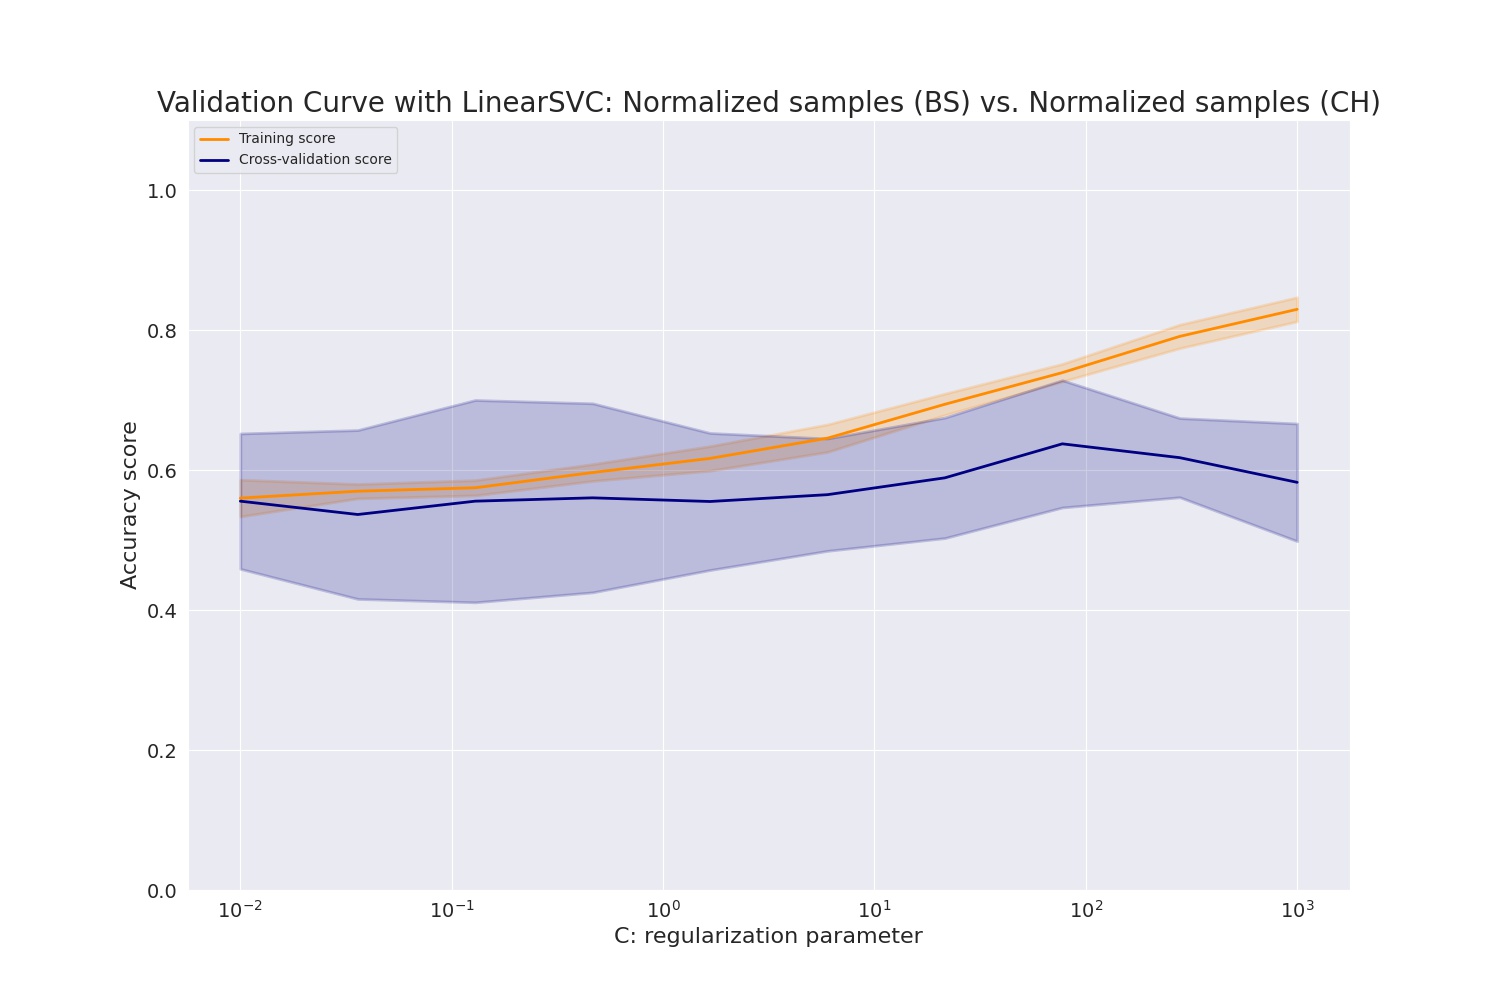 Validation Curve with LinearSVC: Normalized samples (BS) vs. Normalized samples (CH)
Training score
Cross-validation score
1.0
0.8
0.6
0.4
0.2
0.0
Accuracy score
10⁻² 10⁻¹ 10⁰ 10¹ 10² 10³
C: regularization parameter